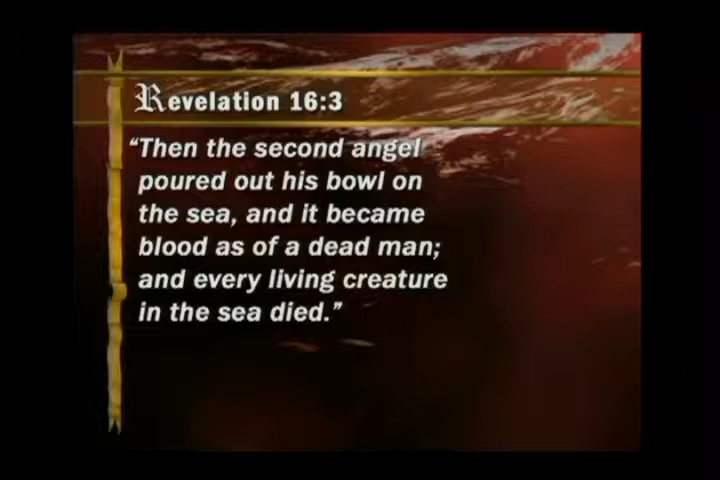 Revelation 16:3
“Then the second angel
poured out his bowl on
the sea, and it became
blood as of a dead man;
and every living creature
in the sea died.”